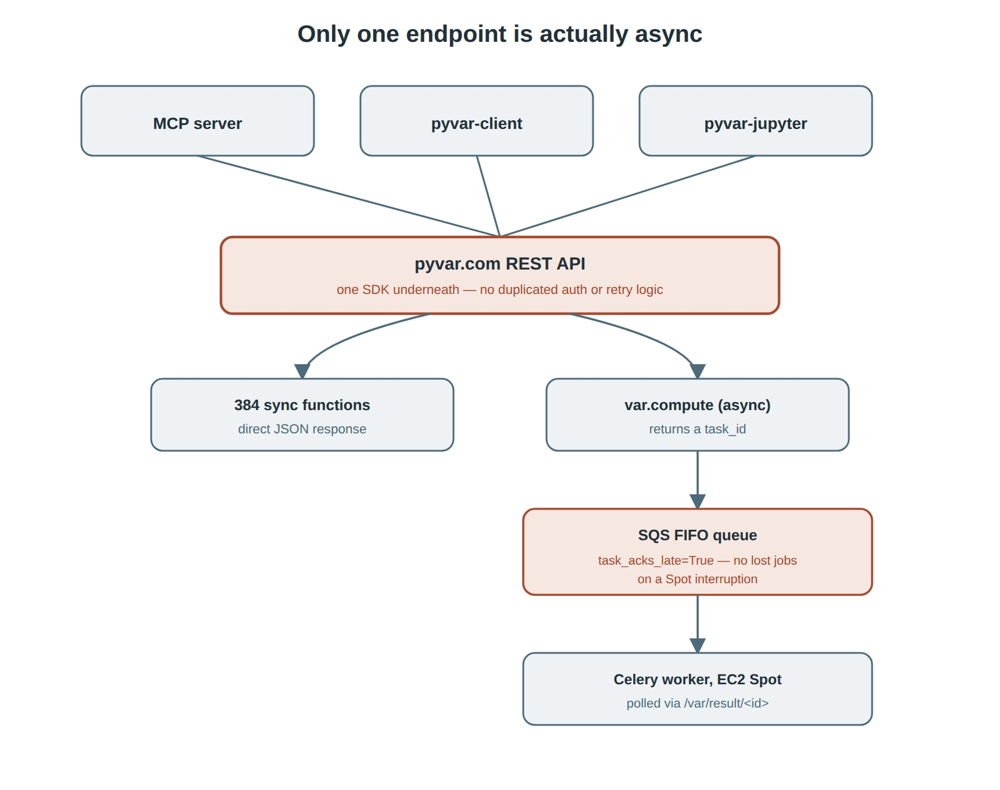 Only one endpoint is actually async
MCP server
pyvar-client
pyvar-jupyter
pyvar.com REST API
one SDK underneath — no duplicated auth or retry logic
384 sync functions
direct JSON response
var.compute (async)
returns a task_id
SQS FIFO queue
task_acks_late=True — no lost jobs
on a Spot interruption
Celery worker, EC2 Spot
polled via /var/result/<id>